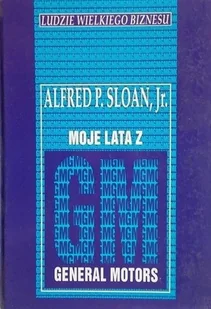 LUDZIE WIELKIEGO BIZNESU
ALFRED P. SLOAN, Jr.
MOJE LATA Z
GM
GENERAL MOTORS